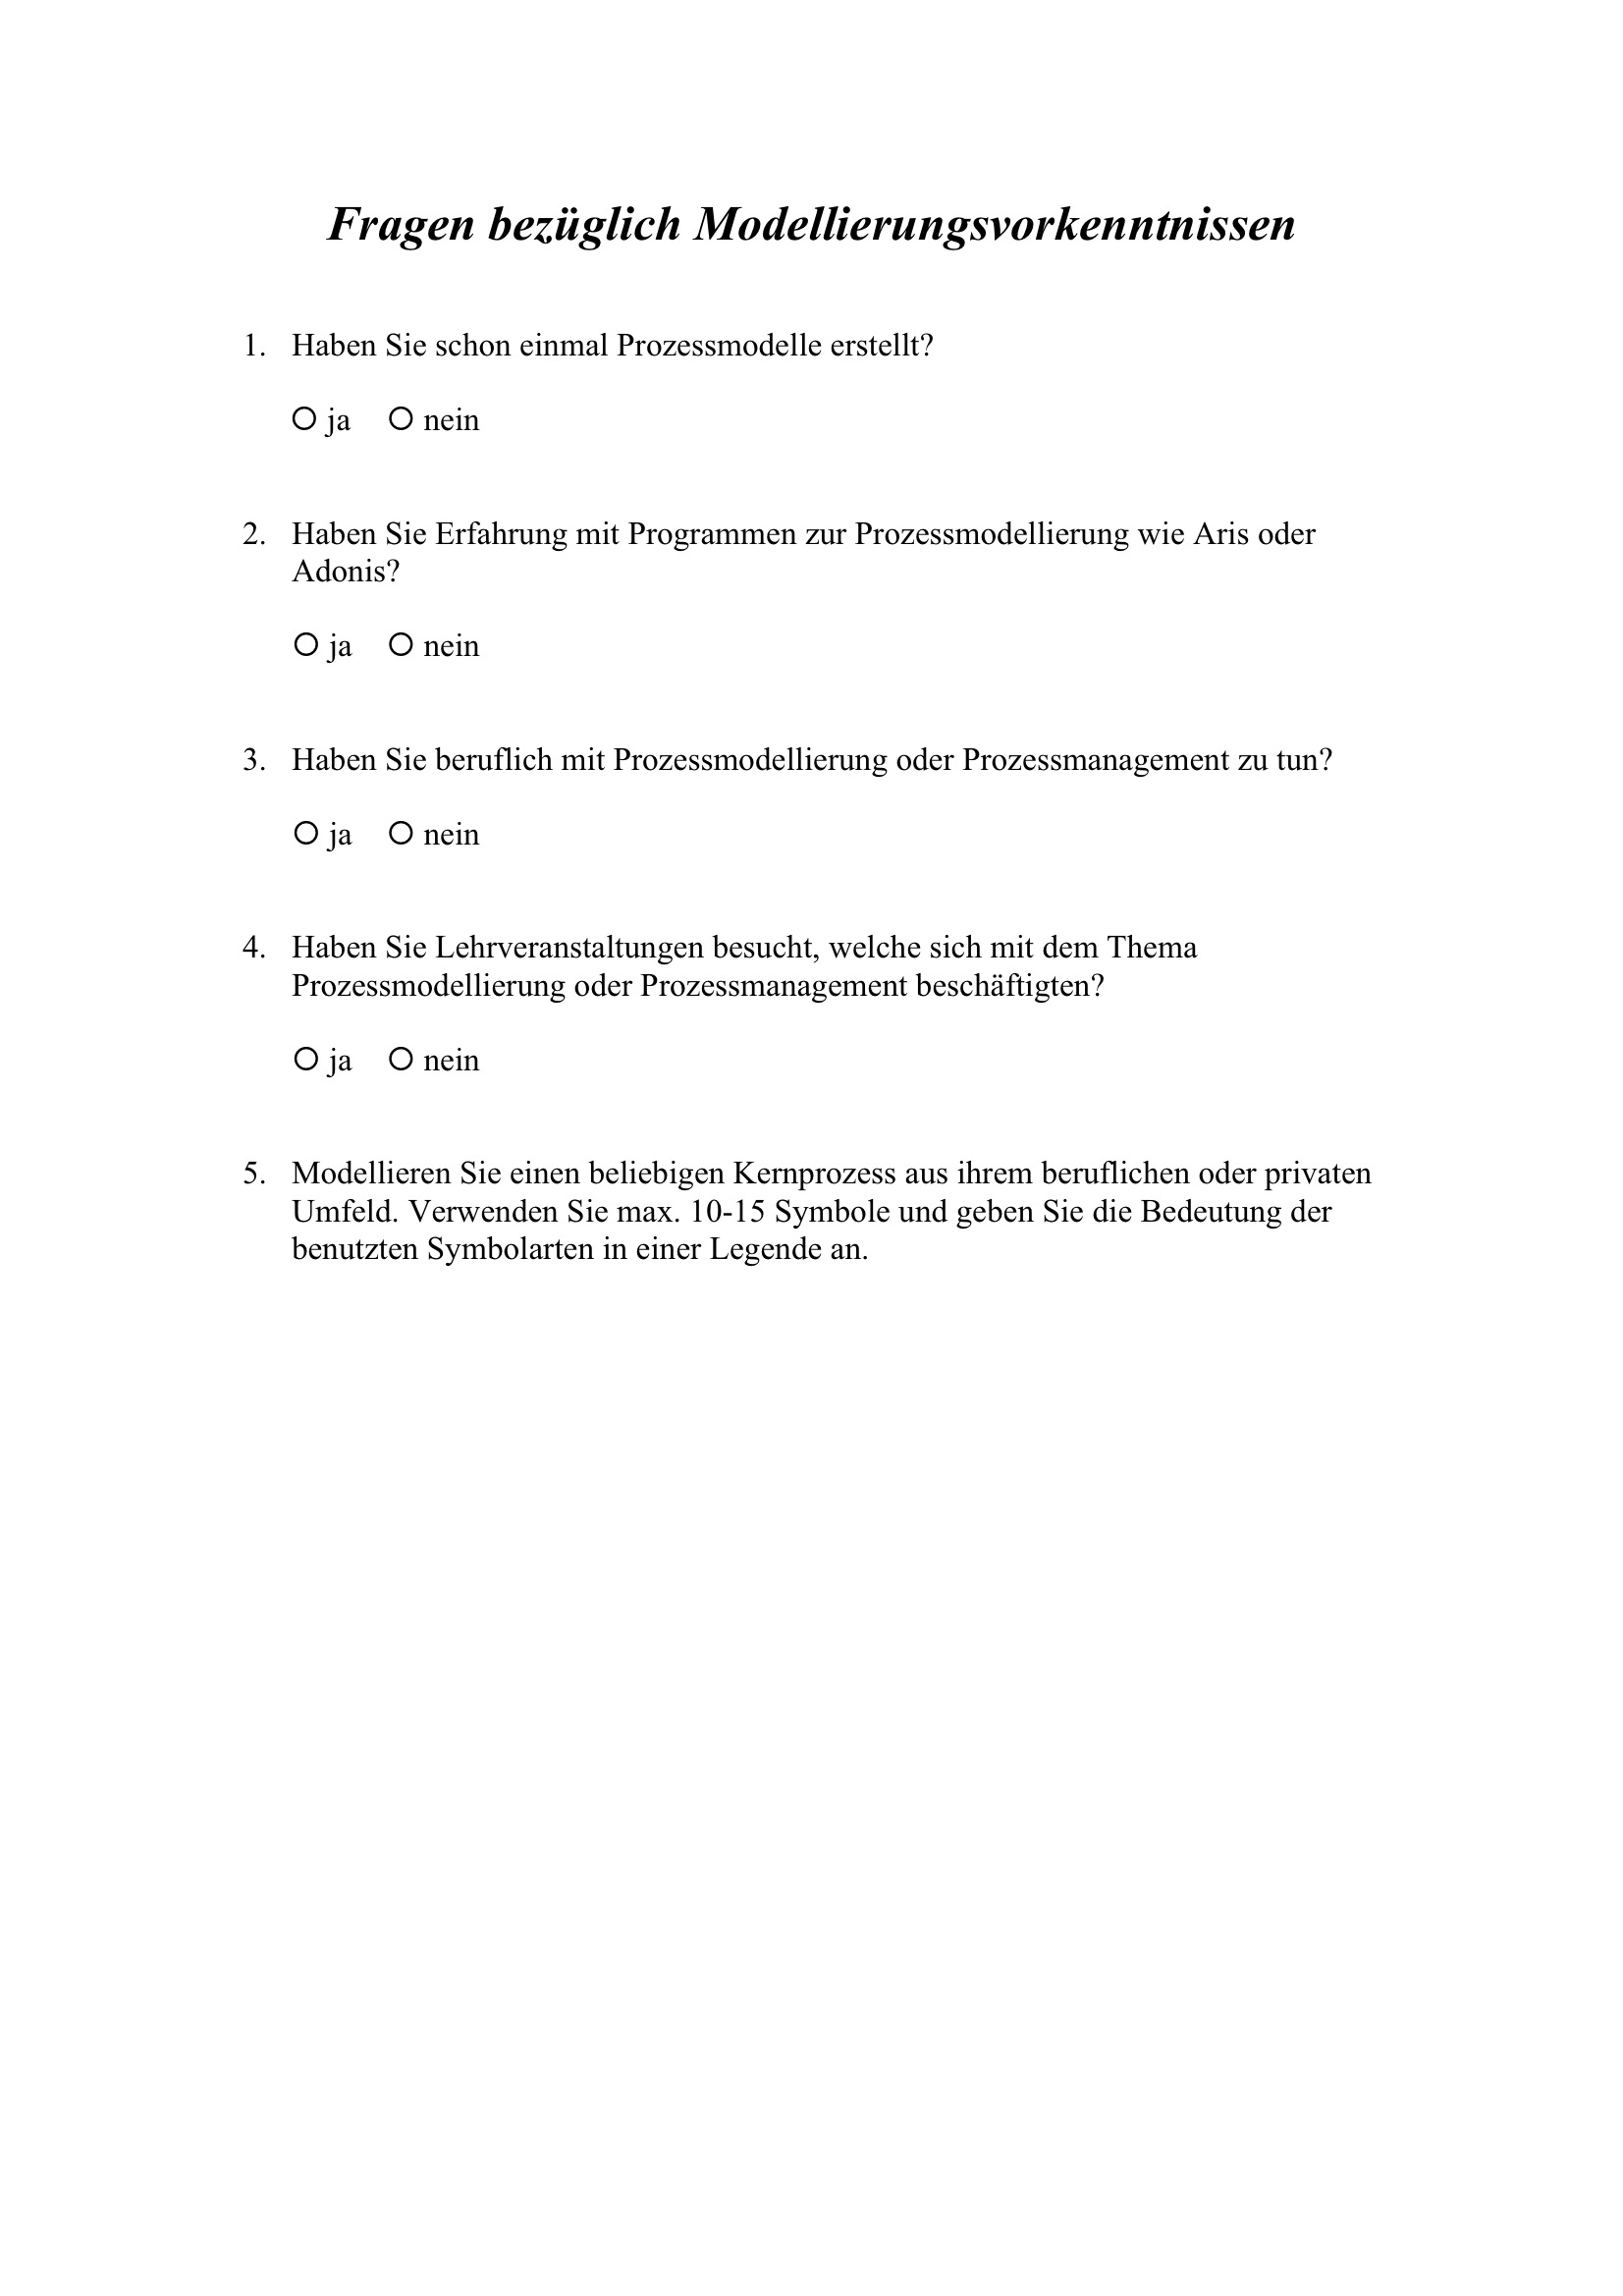 Fragen bezüglich Modellierungsvorkenntnissen
1. Haben Sie schon einmal Prozessmodelle erstellt?
ja nein
2. Haben Sie Erfahrung mit Programmen zur Prozessmodellierung wie Aris oder
Adonis?
ja nein
3. Haben Sie beruflich mit Prozessmodellierung oder Prozessmanagement zu tun?
ja nein
4. Haben Sie Lehrveranstaltungen besucht, welche sich mit dem Thema
Prozessmodellierung oder Prozessmanagement beschäftigten?
ja nein
5. Modellieren Sie einen beliebigen Kernprozess aus ihrem beruflichen oder privaten
Umfeld. Verwenden Sie max. 10-15 Symbole und geben Sie die Bedeutung der
benutzten Symbolarten in einer Legende an.